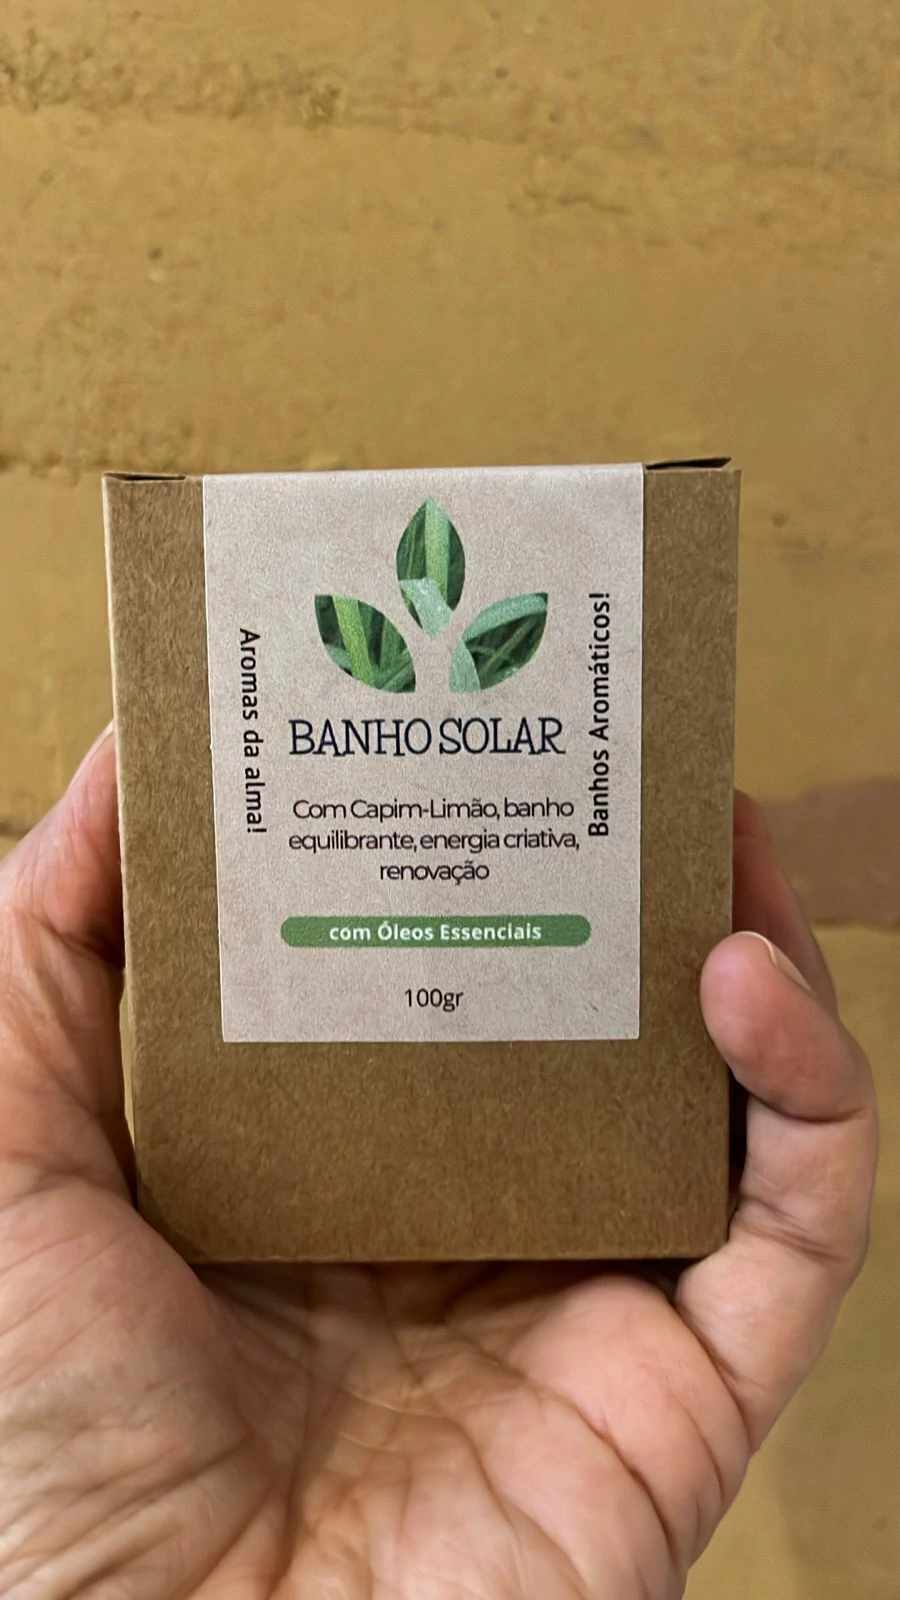 Aromas da alma!
BANHO SOLAR
Com Capim-Limão, banho
equilibrante, energia criativa,
renovação
com Óleos Essenciais
100gr
Banhos Aromáticos!